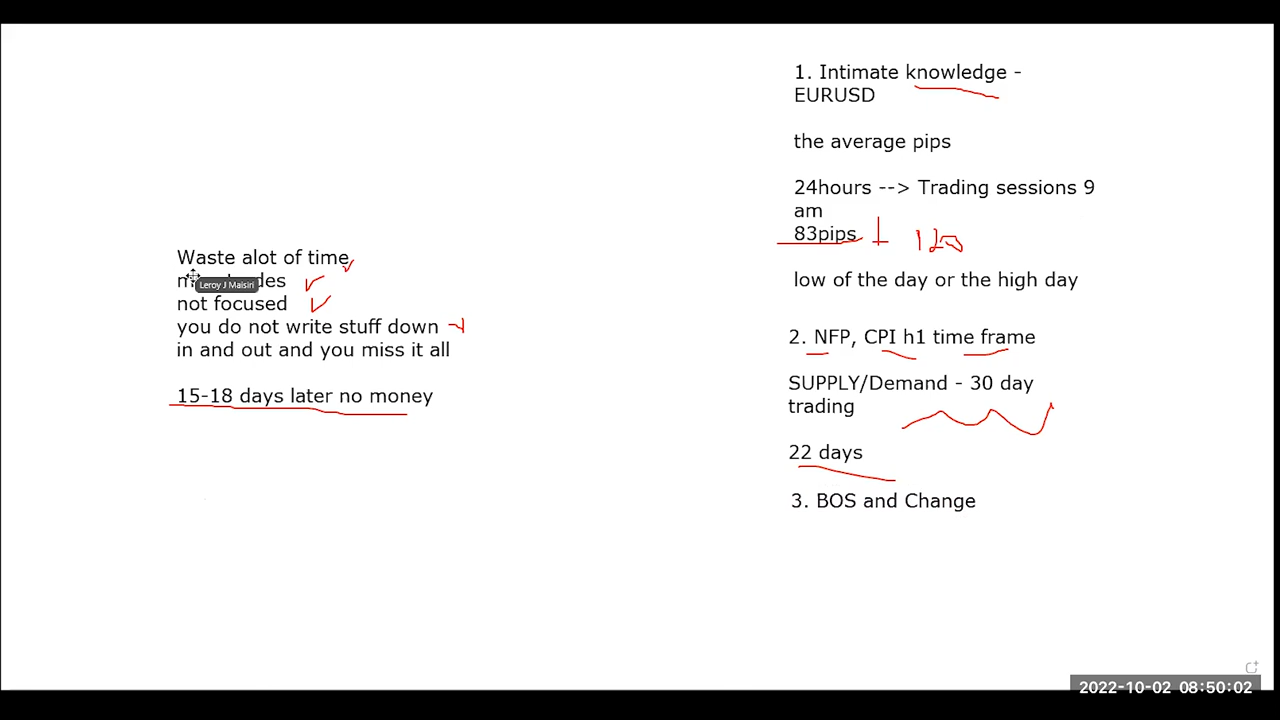 Waste alot of time
not focused
you do not write stuff down
in and out and you miss it all
15-18 days later no money
Leroy J Maisiri
1. Intimate knowledge -
EURUSD
the average pips
24hours --> Trading sessions 9
am
83pips
120
low of the day or the high day
2. NFP, CPI h1 time frame
SUPPLY/Demand - 30 day
trading
22 days
3. BOS and Change
2022-10-02 08:50:02